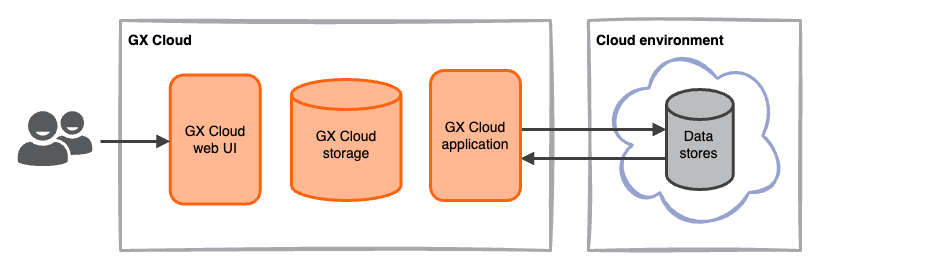 GX Cloud
Cloud environment
GX Cloud
web UI
GX Cloud
storage
GX Cloud
application
Data
stores